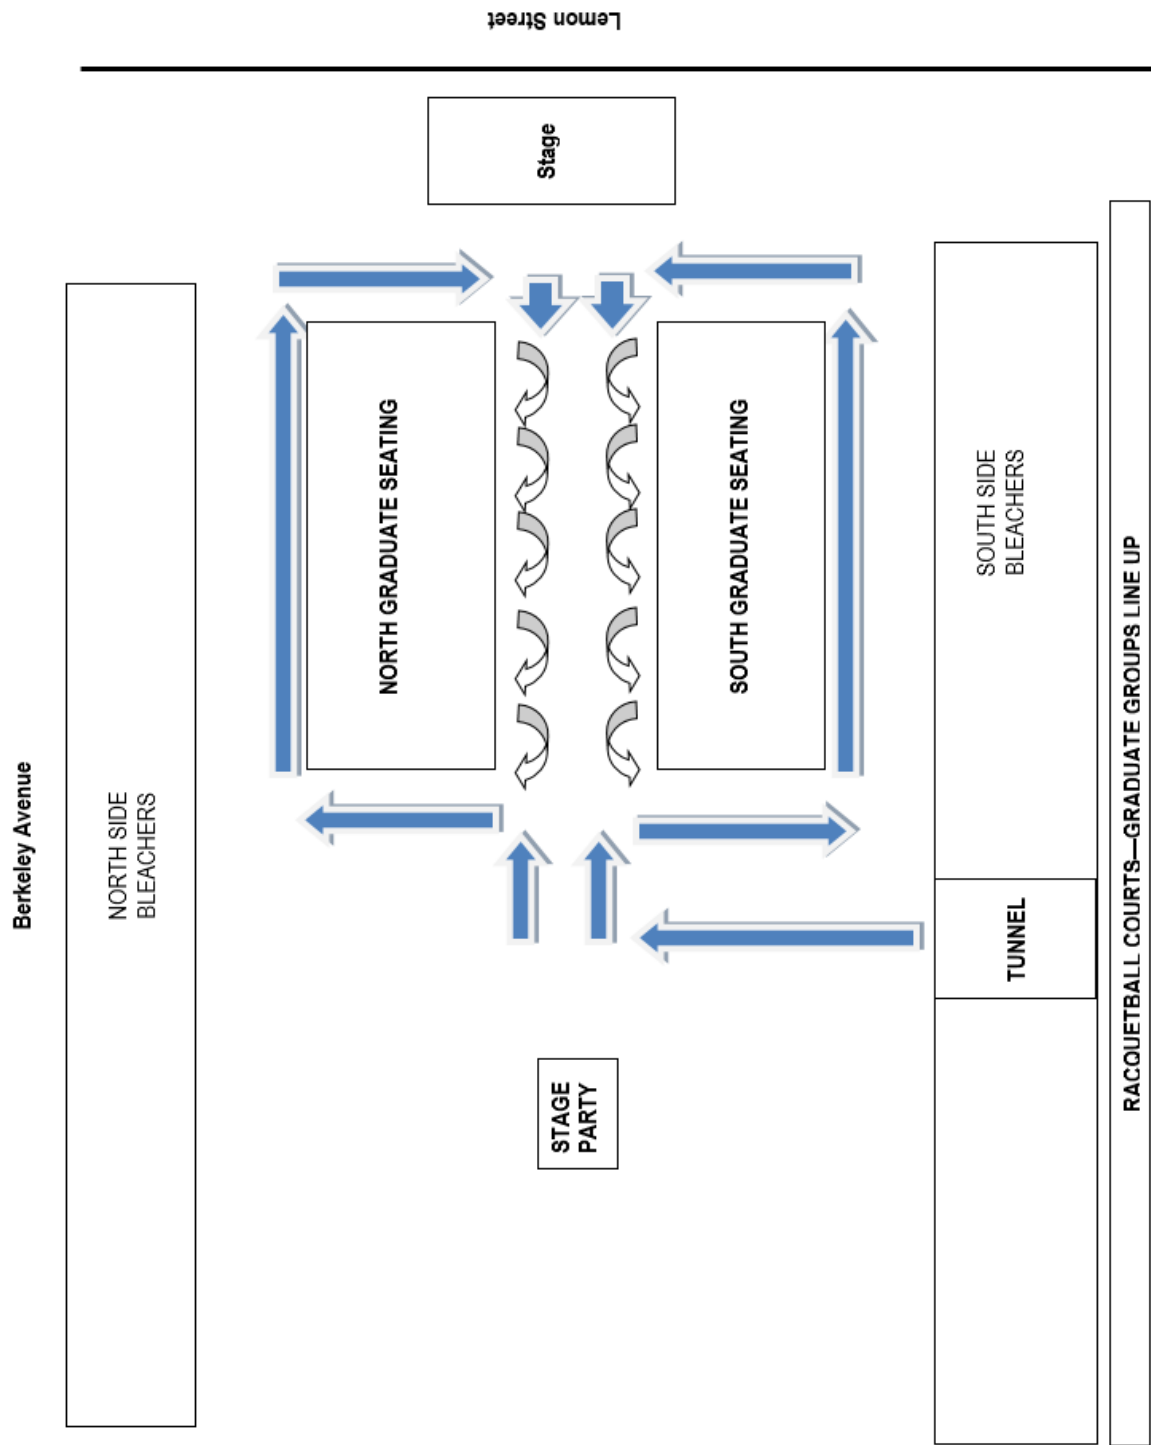 Lemon Street
Stage
Berkeley Avenue
NORTH SIDE
BLEACHERS
NORTH GRADUATE SEATING
SOUTH GRADUATE SEATING
SOUTH SIDE
BLEACHERS
STAGE
PARTY
TUNNEL
RACQUETBALL COURTS—GRADUATE GROUPS LINE UP